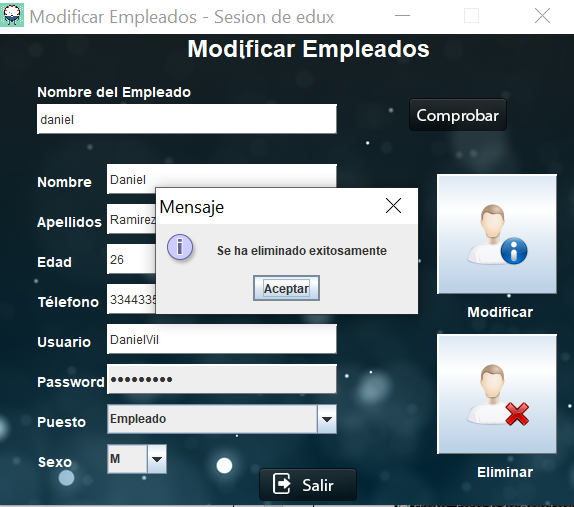 Modificar Empleados - Sesion de edux
Modificar Empleados
Nombre del Empleado
daniel
Comprobar
Nombre Daniel
Apellidos Ramirez
Mensaje
Se ha eliminado exitosamente
Aceptar
Edad 26
Télefono 3344335
Modificar
Usuario DanielVil
Password •••••••••
Puesto Empleado
Sexo M
Eliminar
Salir